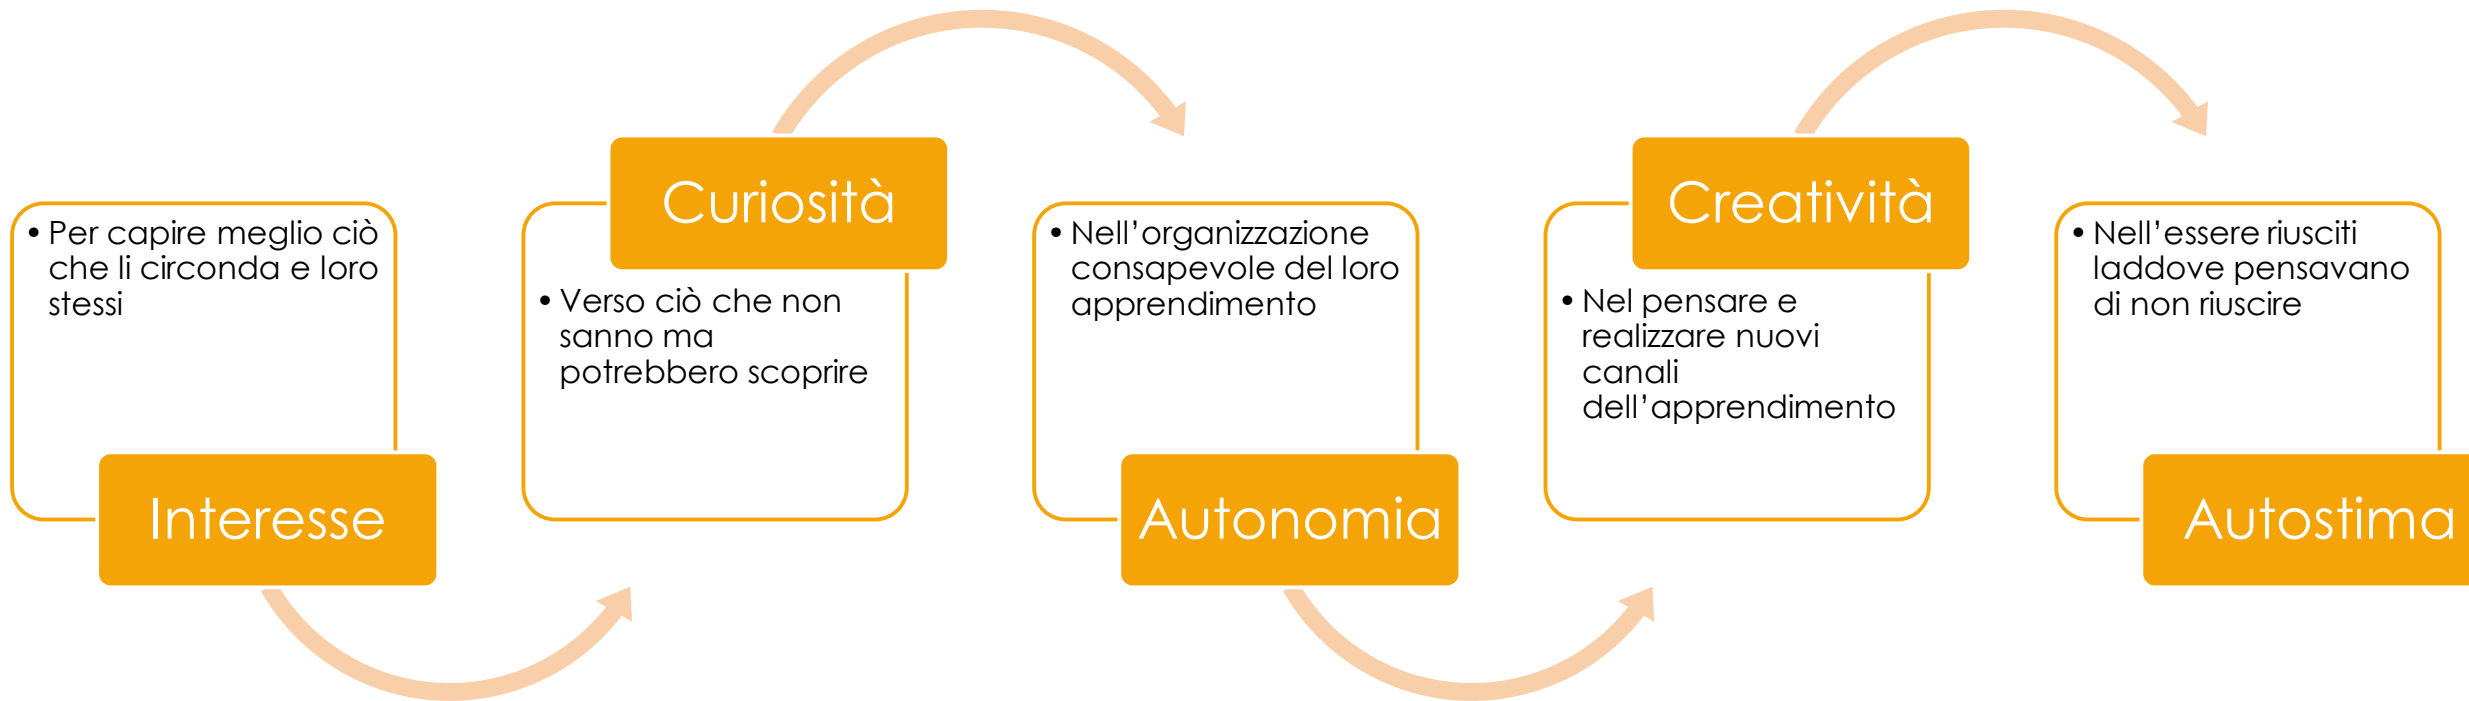 • Per capire meglio ciò
che li circonda e loro
stessi
Interesse
Curiosità
• Verso ciò che non
sanno ma
potrebbero scoprire
• Nell’organizzazione
consapevole del loro
apprendimento
Autonomia
Creatività
• Nel pensare e
realizzare nuovi
canali
dell’apprendimento
• Nell’essere riusciti
laddove pensavano
di non riuscire
Autostima